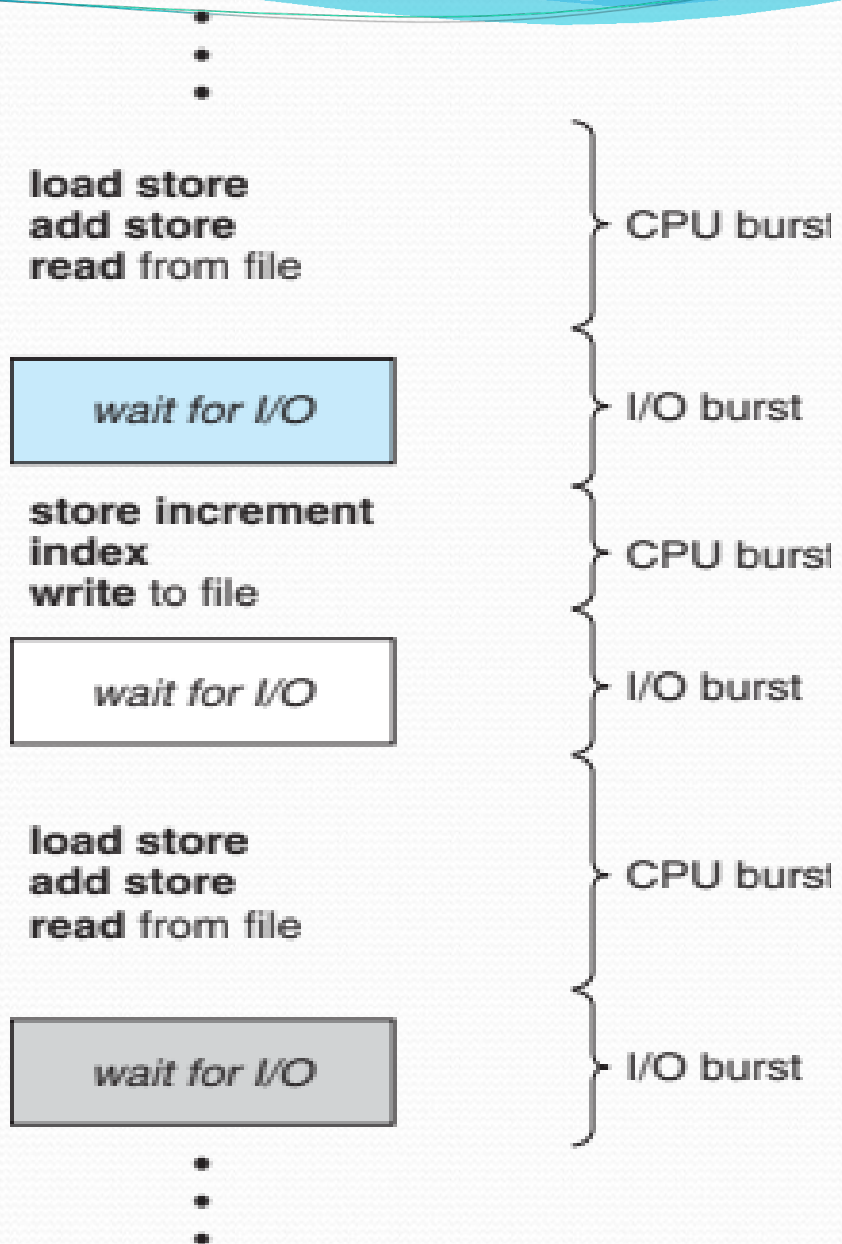 load store
add store
read from file
CPU burst
wait for I/O
I/O burst
store increment
index
write to file
CPU burst
wait for I/O
I/O burst
load store
add store
read from file
CPU burst
wait for I/O
I/O burst